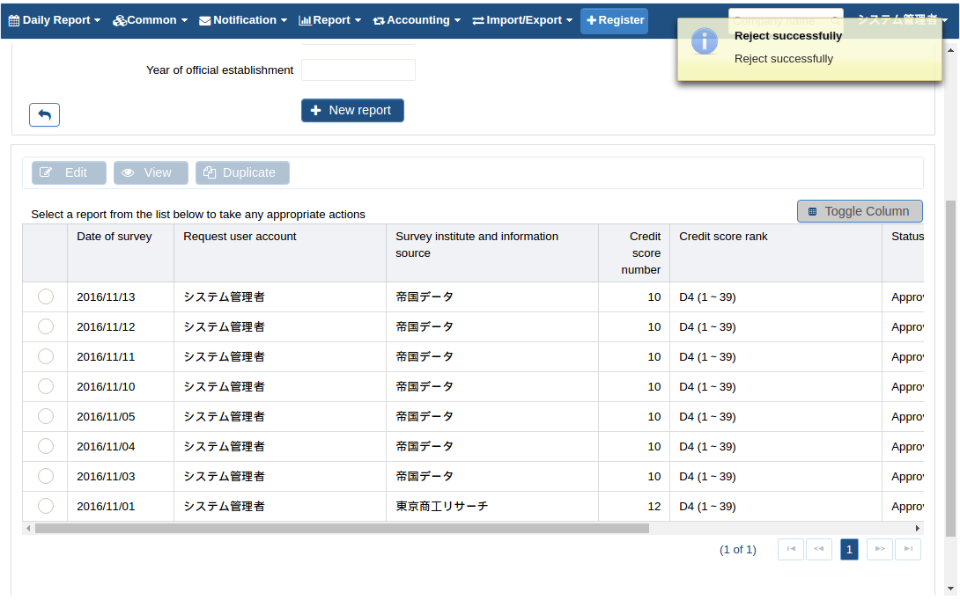 Daily Report Common Notification Report Accounting Import/Export Register システム管理者
Reject successfully
Reject successfully
Year of official establishment
New report
Edit View Duplicate
Select a report from the list below to take any appropriate actions
Toggle Column
Date of survey Request user account Survey institute and information source Credit score number Credit score rank Status
2016/11/13 システム管理者 帝国データ 10 D4 (1 ~ 39) Approv
2016/11/12 システム管理者 帝国データ 10 D4 (1 ~ 39) Approv
2016/11/11 システム管理者 帝国データ 10 D4 (1 ~ 39) Approv
2016/11/10 システム管理者 帝国データ 10 D4 (1 ~ 39) Approv
2016/11/05 システム管理者 帝国データ 10 D4 (1 ~ 39) Approv
2016/11/04 システム管理者 帝国データ 10 D4 (1 ~ 39) Approv
2016/11/03 システム管理者 帝国データ 10 D4 (1 ~ 39) Approv
2016/11/01 システム管理者 東京商工リサーチ 12 D4 (1 ~ 39) Approv
(1 of 1) 1